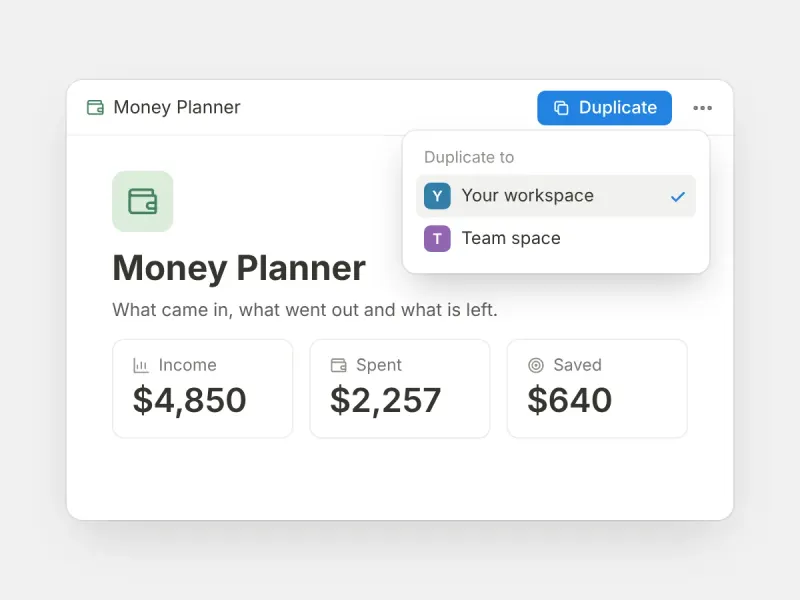 Money Planner
Duplicate
Duplicate to
Y Your workspace
T Team space
Money Planner
What came in, what went out and what is left.
Income
$4,850
Spent
$2,257
Saved
$640